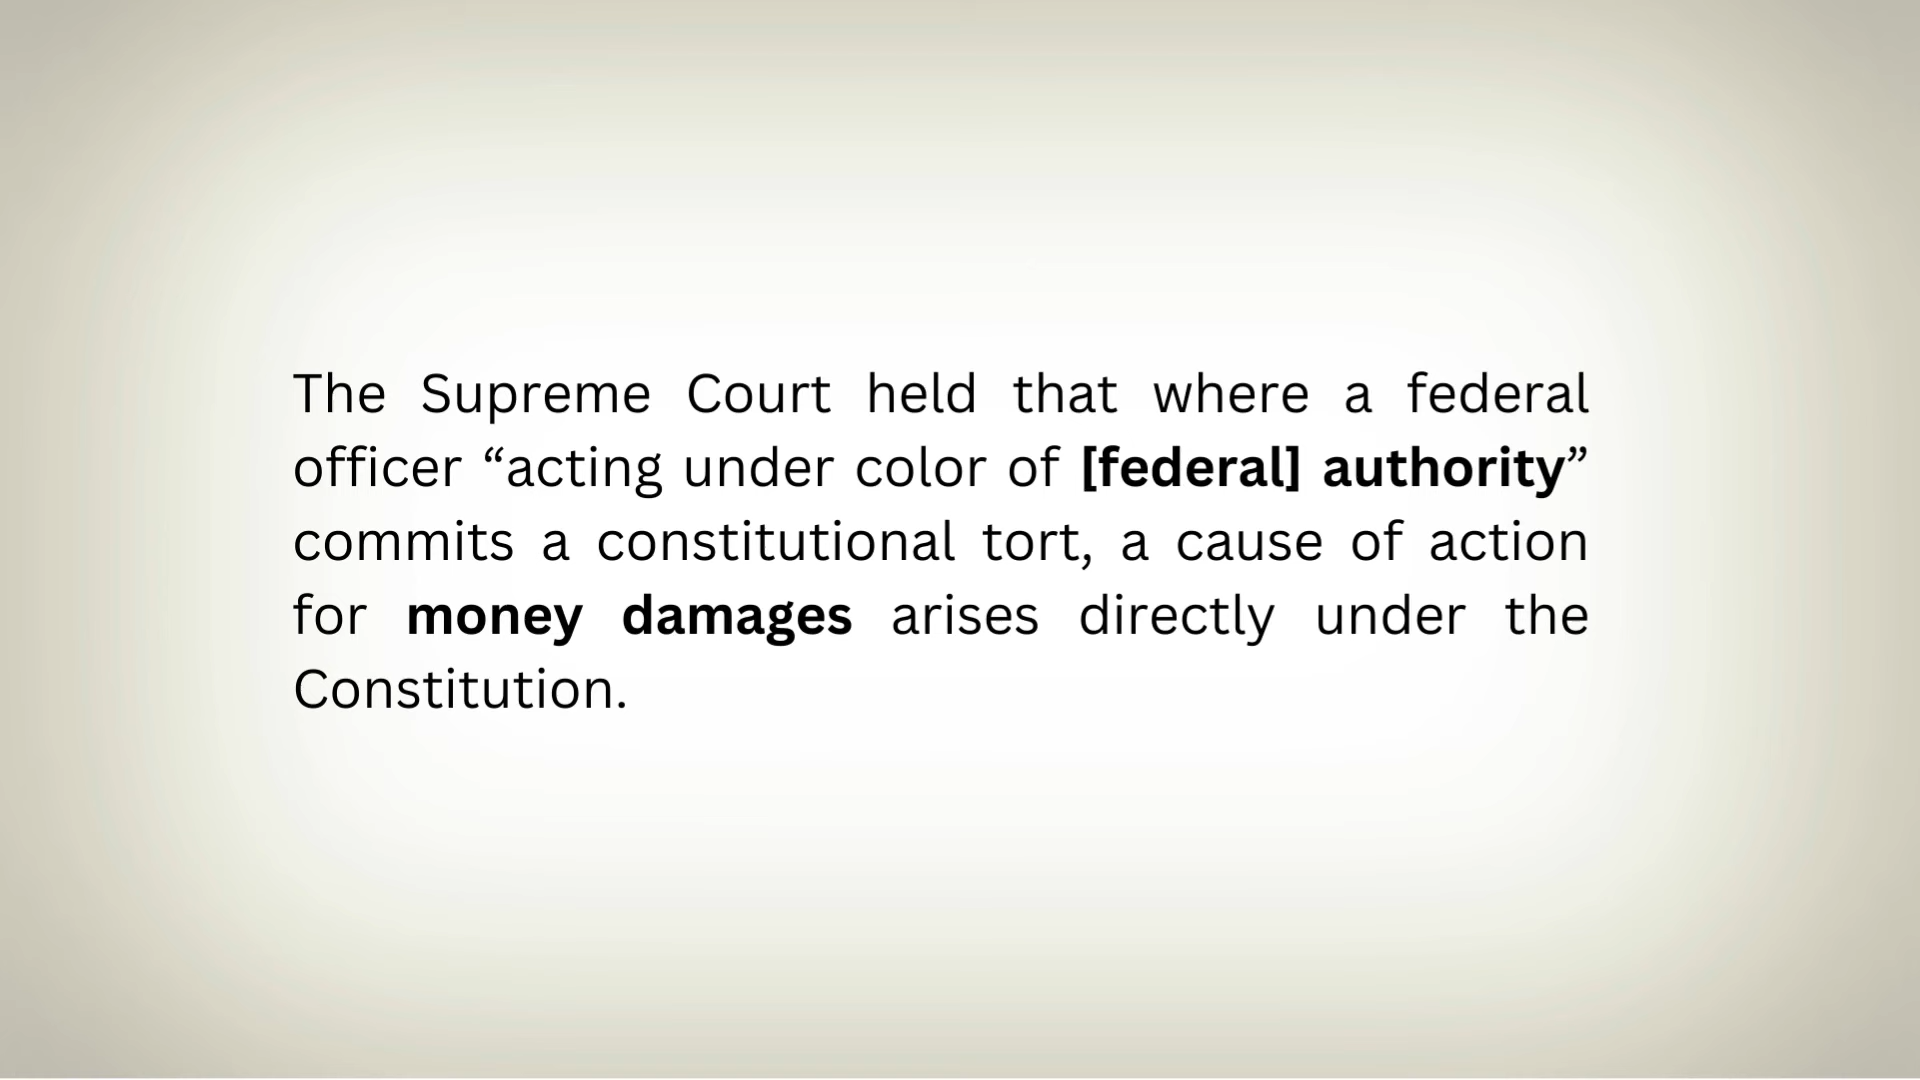 The Supreme Court held that where a federal
officer “acting under color of [federal] authority”
commits a constitutional tort, a cause of action
for money damages arises directly under the
Constitution.